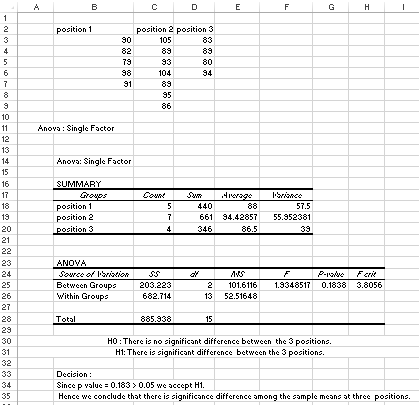 A B C D E F G H I
1
2 position 1 position 2 position 3
3 90 105 83
4 82 89 89
5 79 93 80
6 98 104 94
7 91 89
8 95
9 86
10
11 Anova : Single Factor
12
13
14 Anova: Single Factor
15
16 SUMMARY
17 Groups Count Sum Average Variance
18 position 1 5 440 88 57.5
19 position 2 7 661 94.42857 55.952381
20 position 3 4 346 86.5 39
21
22
23 ANOVA
24 Source of Variation SS df MS F P-value F crit
25 Between Groups 203.223 2 101.6116 1.9348517 0.1838 3.8056
26 Within Groups 682.714 13 52.51648
27
28 Total 885.938 15
29
30 H0 : There is no significant difference between the 3 positions.
31 H1: There is significant difference between the 3 positions.
32
33 Decision :
34 Since p value = 0.183 > 0.05 we accept H1.
35 Hence we conclude that there is significance difference among the sample means at three positions.